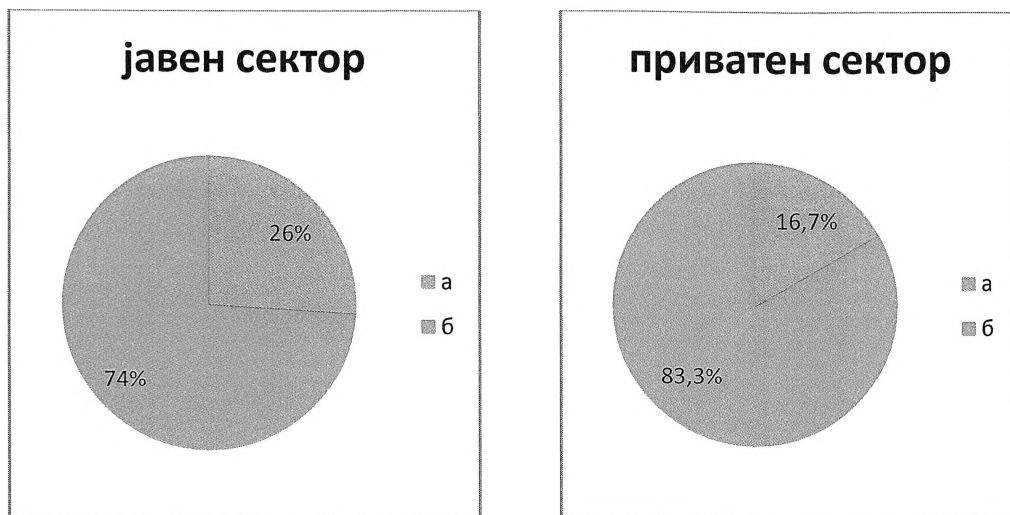 јавен сектор
26%
74%
а
б
приватен сектор
16,7%
83,3%
а
б